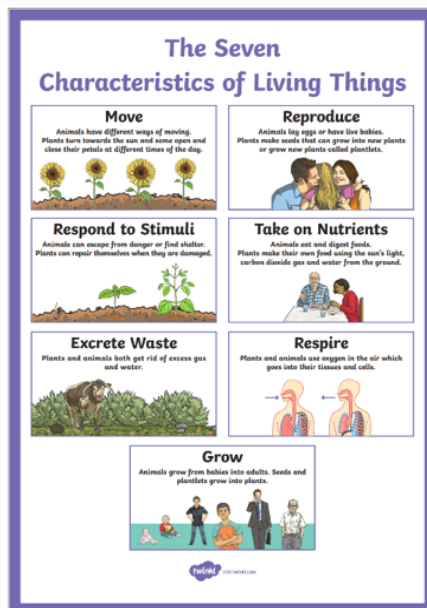 The Seven
Characteristics of Living Things
Move
Animals have different ways of moving.
Plants turn towards the sun and some open and
close their petals at different times of the day.
Reproduce
Animals lay eggs or have live babies.
Plants make seeds that can grow into new plants
or grow new plants called plantlets.
Respond to Stimuli
Animals can escape from danger or find shelter.
Plants can repair themselves when they are damaged.
Take on Nutrients
Animals eat and digest foods.
Plants make their own food using the sun's light,
carbon dioxide gas and water from the ground.
Excrete Waste
Plants and animals both get rid of excess gas
and water.
Respire
Plants and animals use oxygen in the air which
goes into their tissues and cells.
Grow
Animals grow from babies into adults. Seeds and
plantlets grow into plants.
twinkl visit twinkl.com